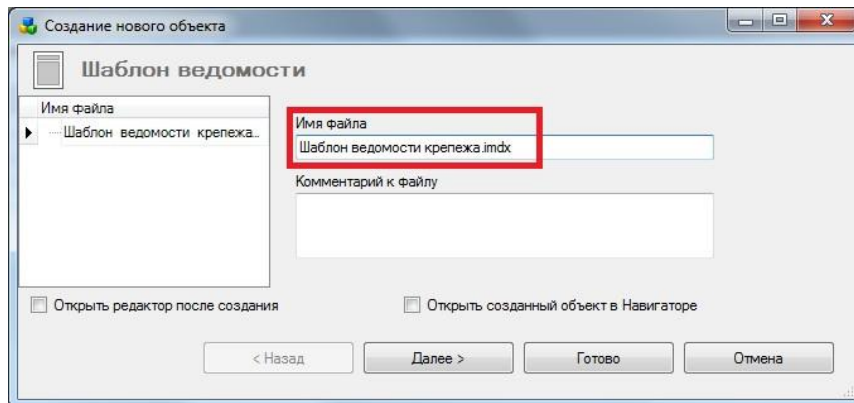 Создание нового объекта
Шаблон ведомости
Имя файла
Шаблон ведомости крепежа..
Имя файла
Шаблон ведомости крепежа.imdx
Комментарий к файлу
Открыть редактор после создания
Открыть созданный объект в Навигаторе
< Назад
Далее >
Готово
Отмена